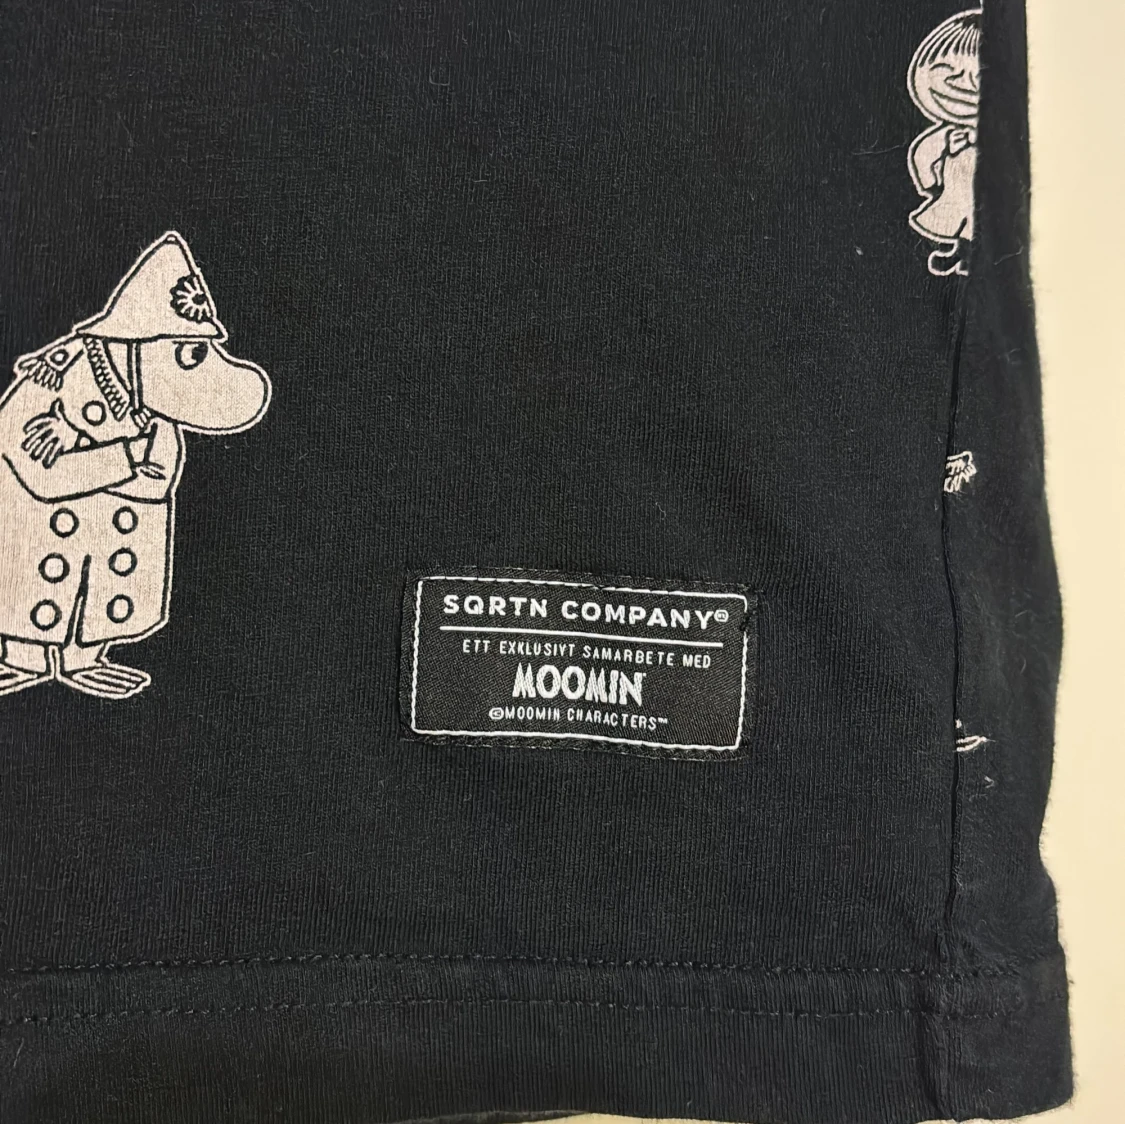 SQRTN COMPANY®
ETT EXKLUSIVT SAMARBETE MED
MOOMIN
©MOOMIN CHARACTERS™